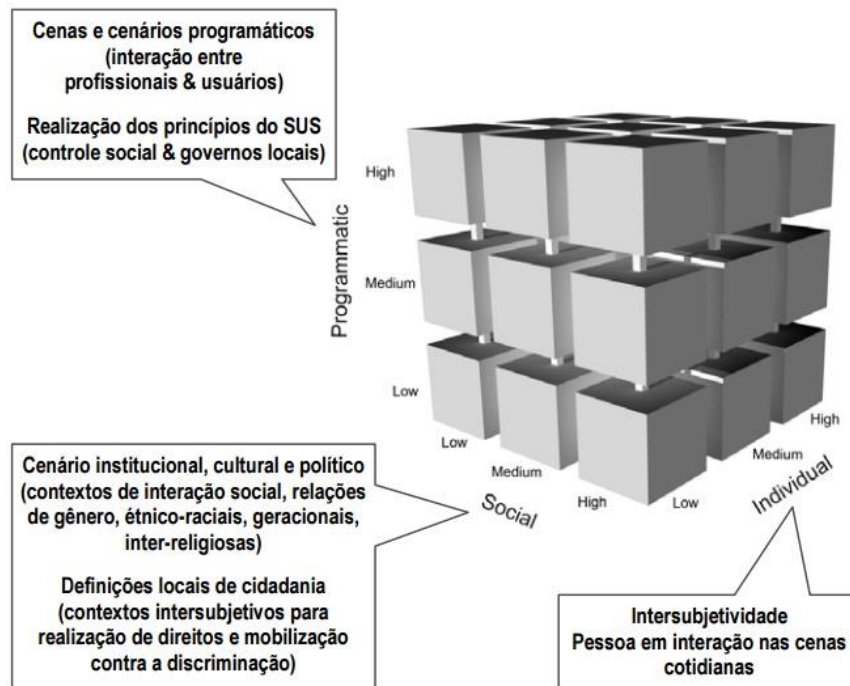 Cenas e cenários programáticos
(interação entre
profissionais & usuários)
Realização dos princípios do SUS
(controle social & governos locais)
High
Medium
Low
Programmatic
Low
Medium
High
Social
Low
Medium
High
Individual
Cenário institucional, cultural e político
(contextos de interação social, relações
de gênero, étnico-raciais, geracionais,
inter-religiosas)
Definições locais de cidadania
(contextos intersubjetivos para
realização de direitos e mobilização
contra a discriminação)
Intersubjetividade
Pessoa em interação nas cenas
cotidianas